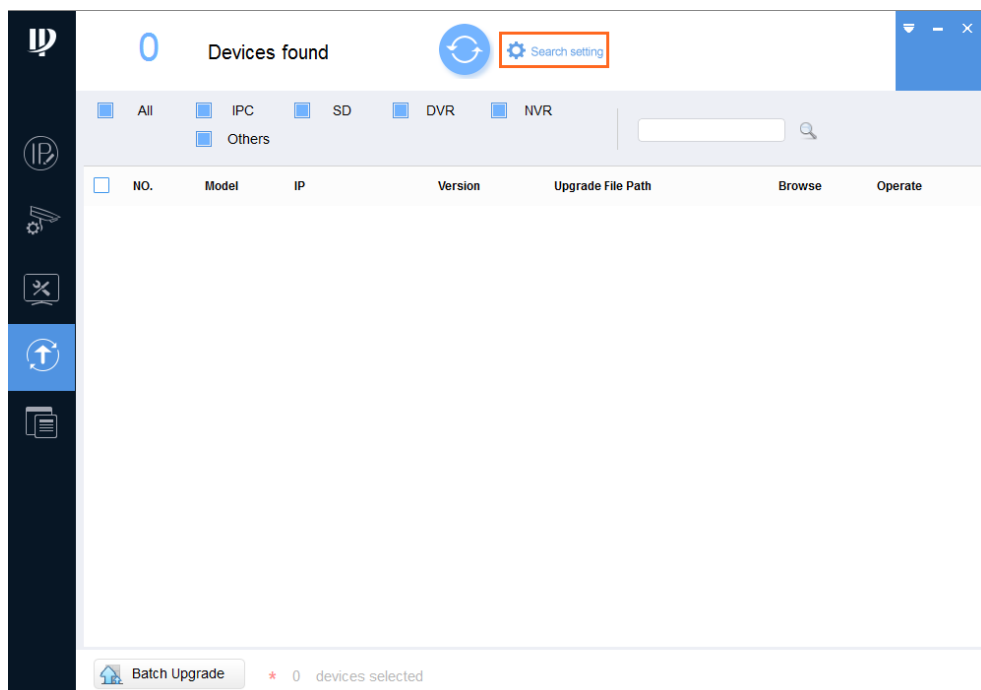 0 Devices found Search setting
All IPC SD DVR NVR
Others
IP
NO. Model IP Version Upgrade File Path Browse Operate
Batch Upgrade * 0 devices selected